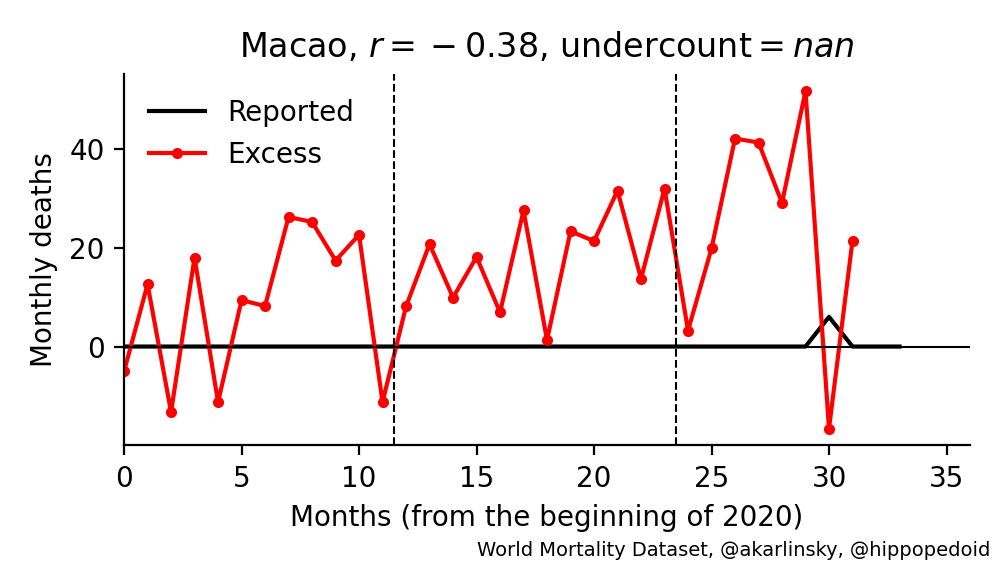 Macao, r = −0.38, undercount = nan
Reported
Excess
Monthly deaths
40
20
0
0 5 10 15 20 25 30 35
Months (from the beginning of 2020)
World Mortality Dataset, @akarlinsky, @hippopedoid